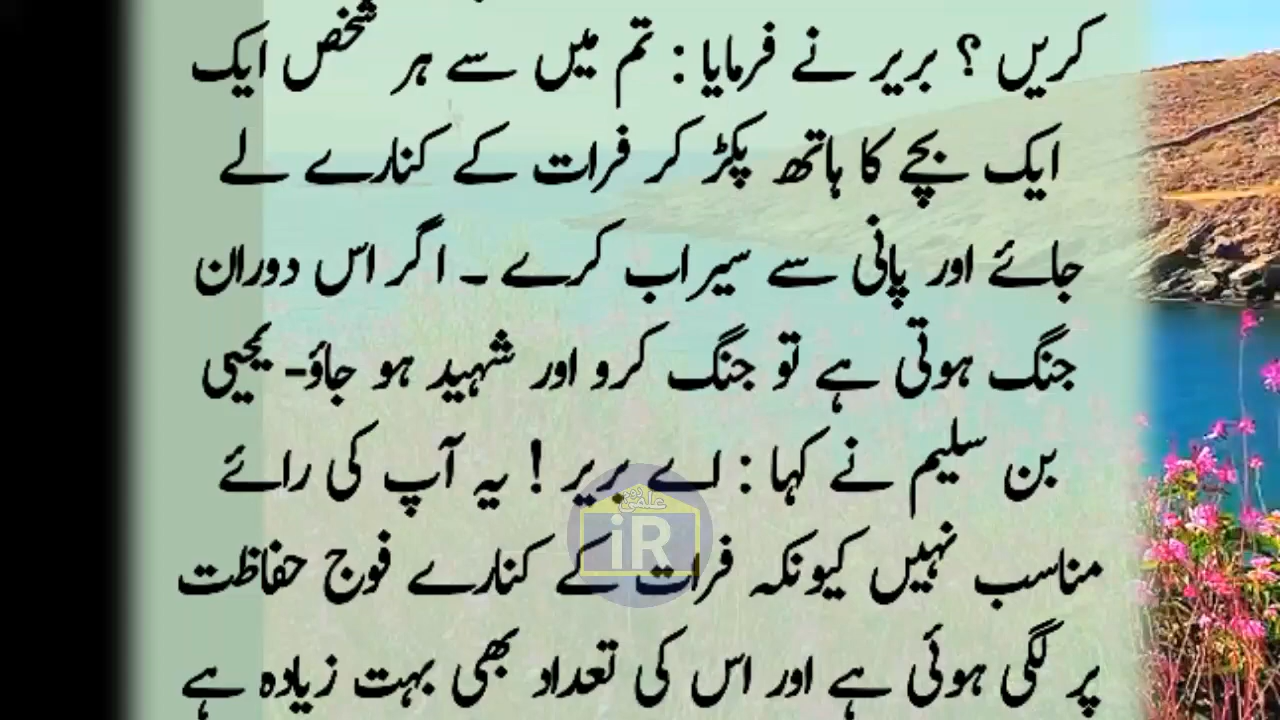 کریں ؟ بریر نے فرمایا : تم میں سے ہر شخص ایک
ایک بچے کا ہاتھ پکڑ کر فرات کے کنارے لے
جائے اور پانی سے سیراب کرے ۔ اگر اس دوران
جنگ ہوتی ہے تو جنگ کرو اور شہید ہو جاؤ- یحیی
بن سلیم نے کہا : اے بریر ! یہ آپ کی رائے
مناسب نہیں کیونکہ فرات کے کنارے فوج حفاظت
پر لگی ہوئی ہے اور اس کی تعداد بھی بہت زیادہ ہے
علمی
iR